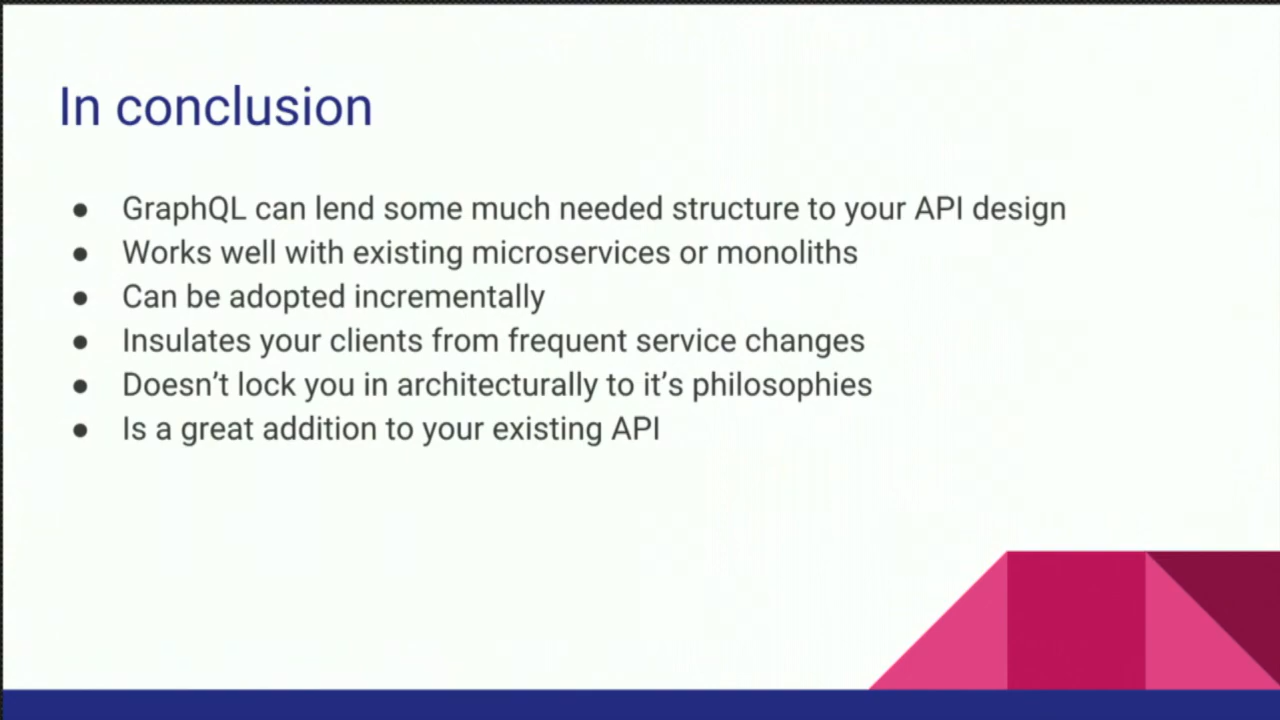 In conclusion
● GraphQL can lend some much needed structure to your API design
● Works well with existing microservices or monoliths
● Can be adopted incrementally
● Insulates your clients from frequent service changes
● Doesn’t lock you in architecturally to it’s philosophies
● Is a great addition to your existing API